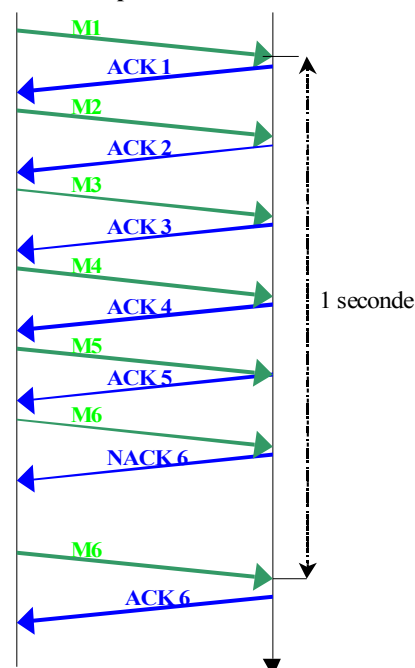 M1
ACK 1
M2
ACK 2
M3
ACK 3
M4
1 seconde
ACK 4
M5
ACK 5
M6
NACK 6
M6
ACK 6